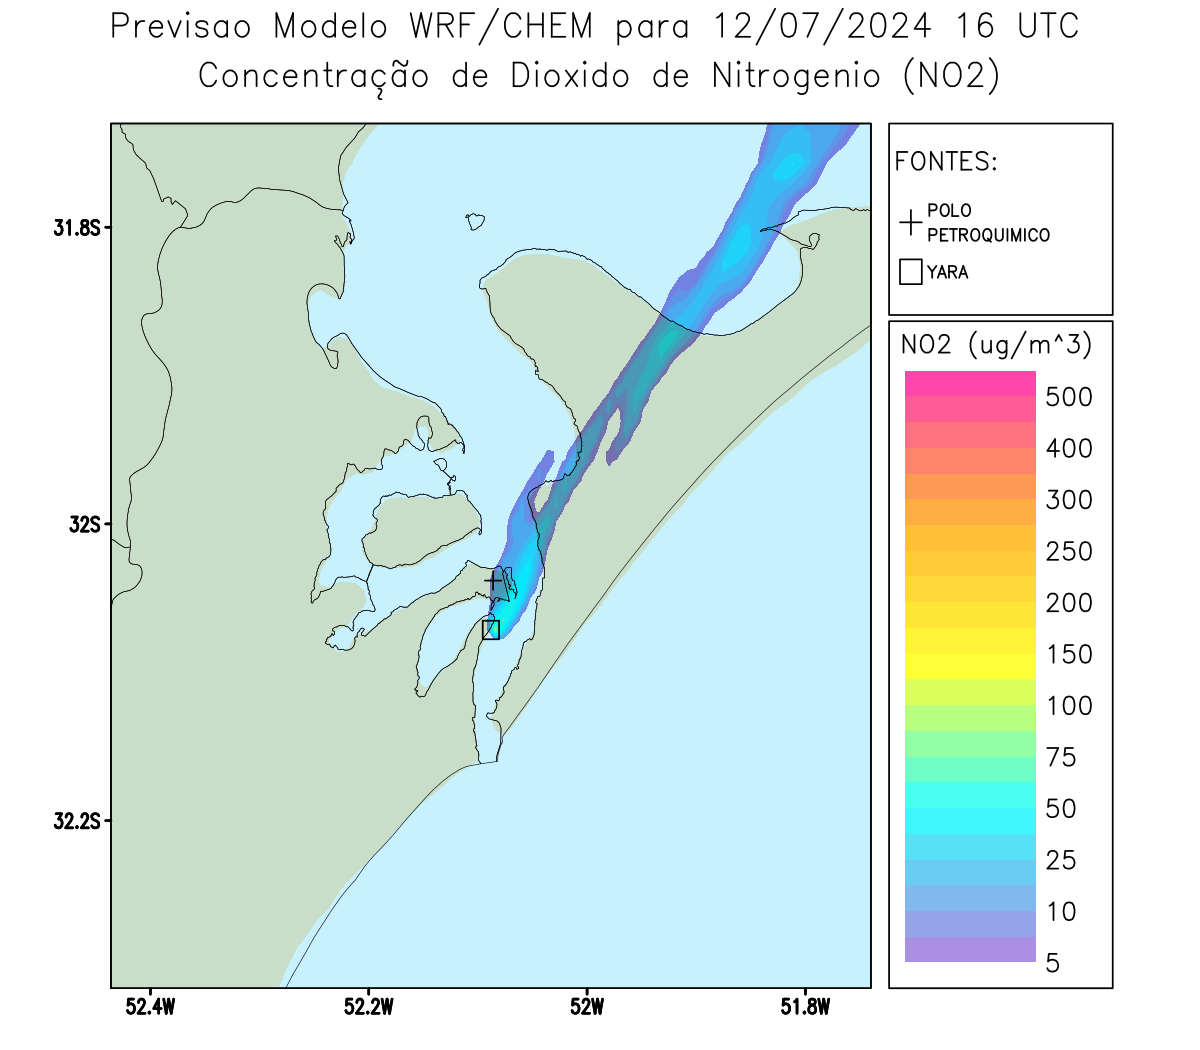 Previsao Modelo WRF/CHEM para 12/07/2024 16 UTC
Concentração de Dioxido de Nitrogenio (NO2)
FONTES:
POLO
PETROQUIMICO
YARA
31.8S
32S
32.2S
52.4W
52.2W
52W
51.8W
NO2 (ug/m^3)
500
400
300
250
200
150
100
75
50
25
10
5